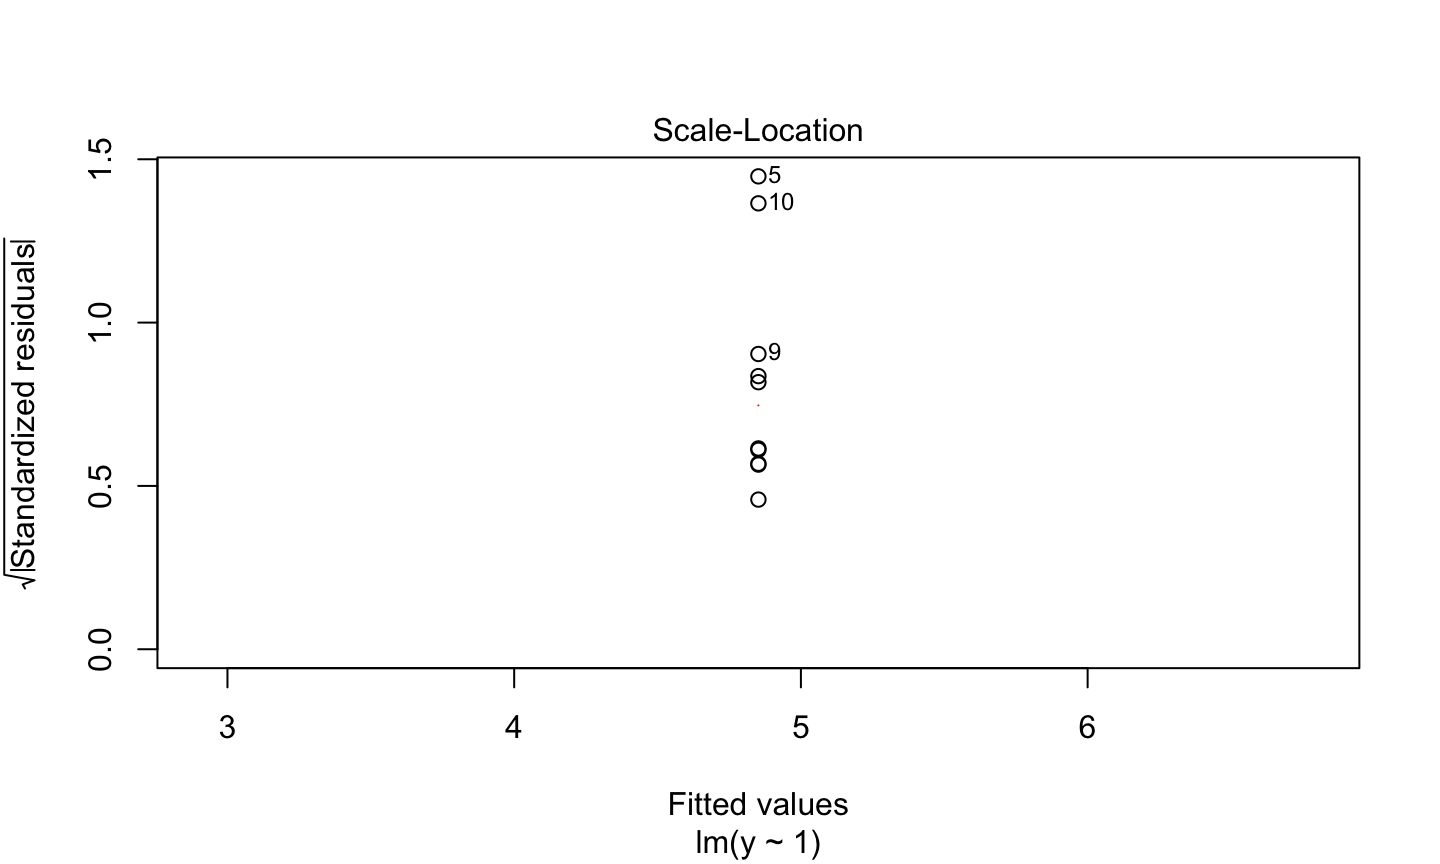 Scale-Location
√|Standardized residuals|
1.5
1.0
0.5
0.0
5
10
9
3 4 5 6
Fitted values
lm(y ~ 1)